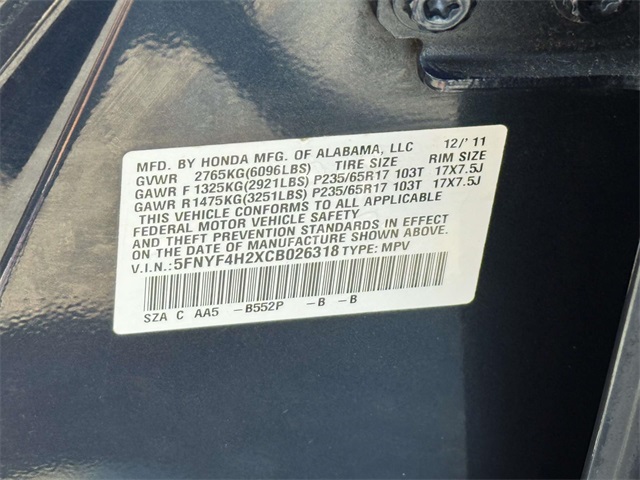 MFD. BY HONDA MFG. OF ALABAMA, LLC 12/'11
GVWR 2765KG(6096LBS) TIRE SIZE RIM SIZE
GAWR F 1325KG(2921LBS) P235/65R17 103T 17X7.5J
GAWR R 1475KG(3251LBS) P235/65R17 103T 17X7.5J
THIS VEHICLE CONFORMS TO ALL APPLICABLE
FEDERAL MOTOR VEHICLE SAFETY
AND THEFT PREVENTION STANDARDS IN EFFECT
ON THE DATE OF MANUFACTURE SHOWN ABOVE.
V.I.N.:5FNYF4H2XCB026318 TYPE: MPV
SZA C AA5 -B552P -B -B